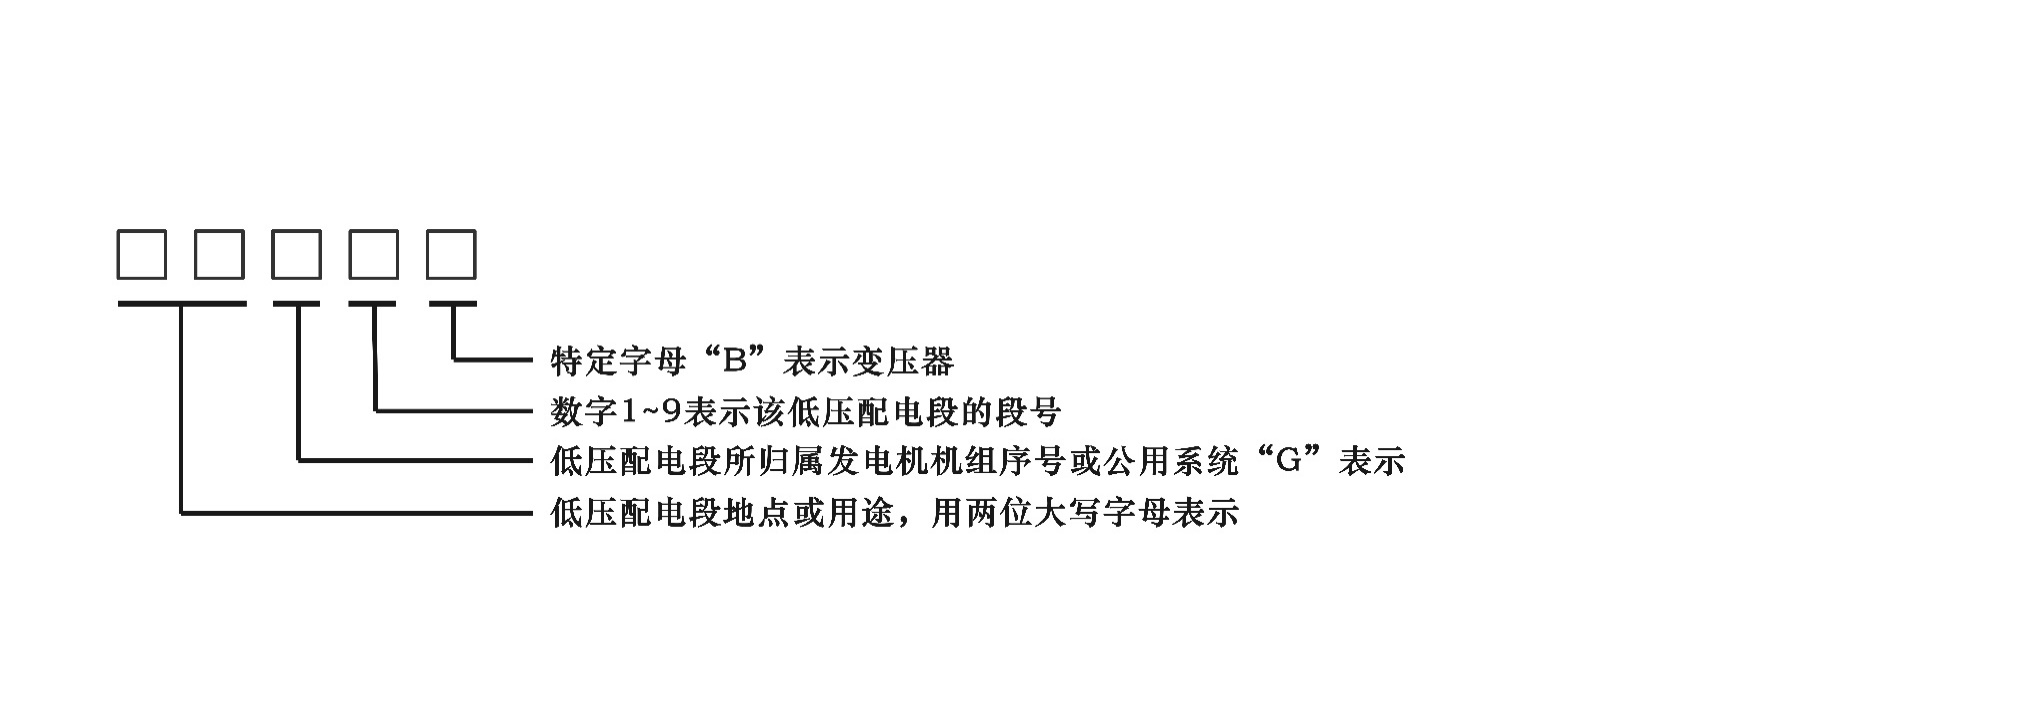 特定字母“B”表示变压器
数字1~9表示该低压配电段的段号
低压配电段所归属发电机机组序号或公用系统“G”表示
低压配电段地点或用途，用两位大写字母表示